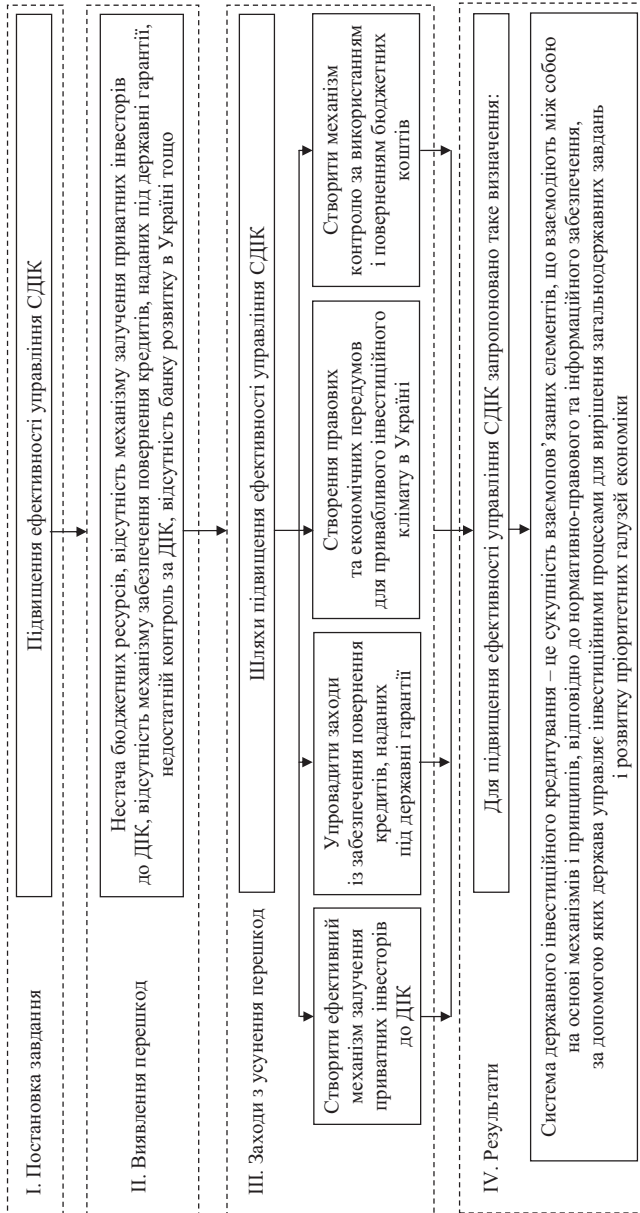 I. Постановка завдання
Підвищення ефективності управління СДІК
II. Виявлення перешкод
Нестача бюджетних ресурсів, відсутність механізму залучення приватних інвесторів
до ДІК, відсутність механізму забезпечення повернення кредитів, наданих під державні гарантії,
недостатній контроль за ДІК, відсутність банку розвитку в Україні тощо
III. Заходи з усунення перешкод
Шляхи підвищення ефективності управління СДІК
Створити ефективний
механізм залучення
приватних інвесторів
до ДІК
Упровадити заходи
із забезпечення повернення
кредитів, наданих
під державні гарантії
Створення правових
та економічних передумов
для привабливого інвестиційного
клімату в Україні
Створити механізм
контролю за використанням
і поверненням бюджетних
коштів
IV. Результати
Для підвищення ефективності управління СДІК запропоновано таке визначення:
Система державного інвестиційного кредитування – це сукупність взаємопов’язаних елементів, що взаємодіють між собою
на основі механізмів і принципів, відповідно до нормативно-правового та інформаційного забезпечення,
за допомогою яких держава управляє інвестиційними процесами для вирішення загальнодержавних завдань
і розвитку пріоритетних галузей економіки